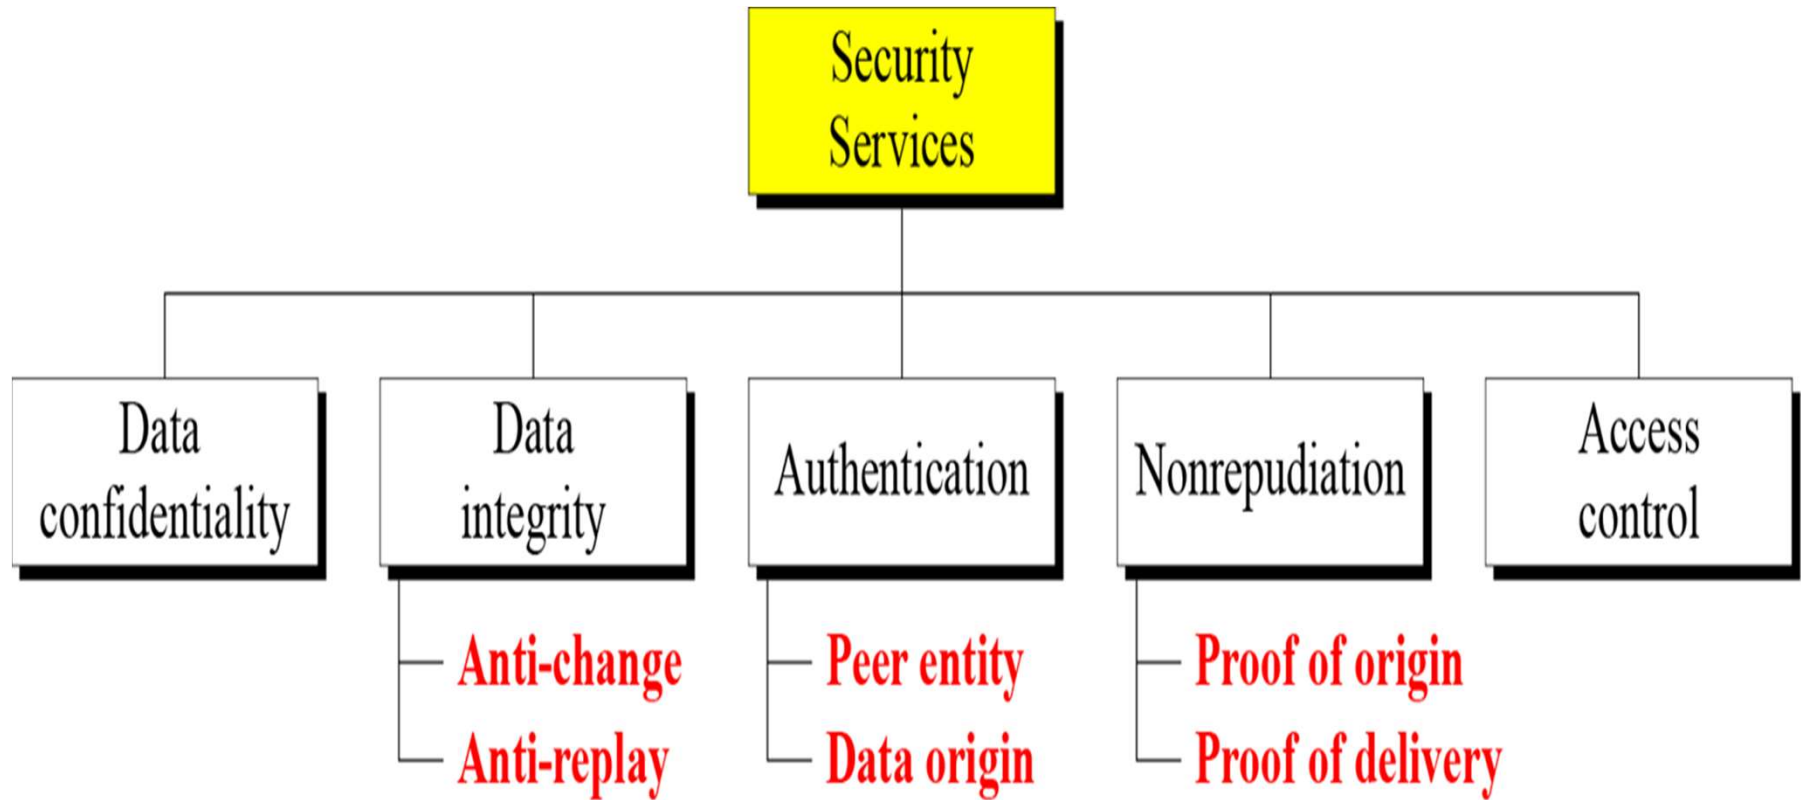 Security
Services
Data
confidentiality
Data
integrity
Authentication
Nonrepudiation
Access
control
Anti-change
Anti-replay
Peer entity
Data origin
Proof of origin
Proof of delivery